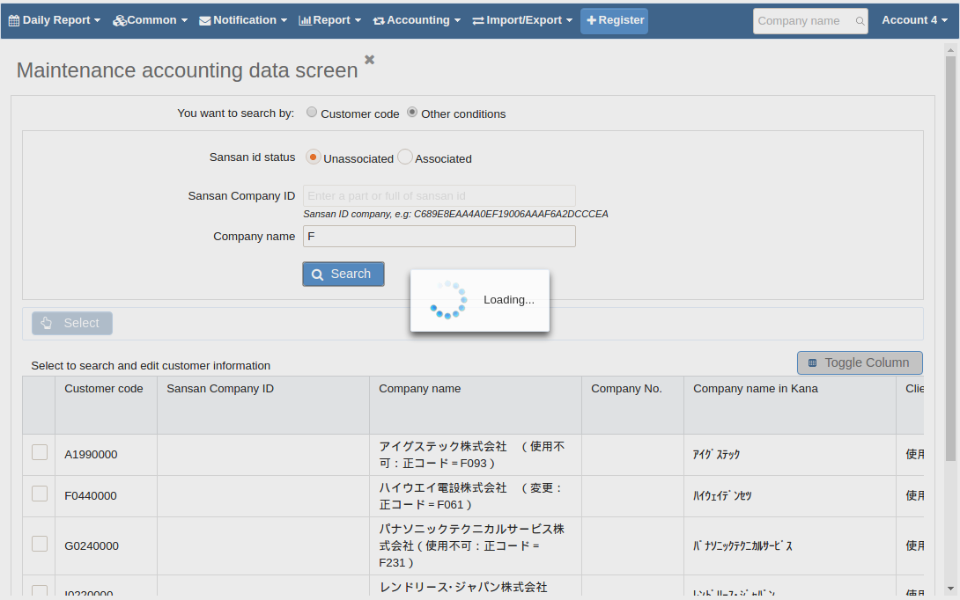 Daily Report Common Notification Report Accounting Import/Export Register Company name Account 4
Maintenance accounting data screen
You want to search by: Customer code Other conditions
Sansan id status Unassociated Associated
Sansan Company ID Enter a part or full of sansan id
Sansan ID company, e.g: C689E8EAA4A0EF19006AAAF6A2DCCCEA
Company name F
Search
Loading...
Select
Select to search and edit customer information Toggle Column
Customer code Sansan Company ID Company name Company No. Company name in Kana Clie
A1990000 アイグステック株式会社 （使用不 ｱｲｸﾞｽﾃｯｸ 使用
可：正コード＝F093）
F0440000 ハイウエイ電設株式会社 （変更： ﾊｲｳｪｲﾃﾞﾝｾﾂ 使用
正コード＝F061）
パナソニックテクニカルサービス株
G0240000 式会社（使用不可：正コード＝ ﾊﾟﾅｿﾆｯｸﾃｸﾆｶﾙｻｰﾋﾞｽ 使用
F231）
レンドリース・ジャパン株式会社
I0220000 ﾚﾝﾄﾞﾘｰｽ・ｼﾞｬﾊﾟﾝ 使用